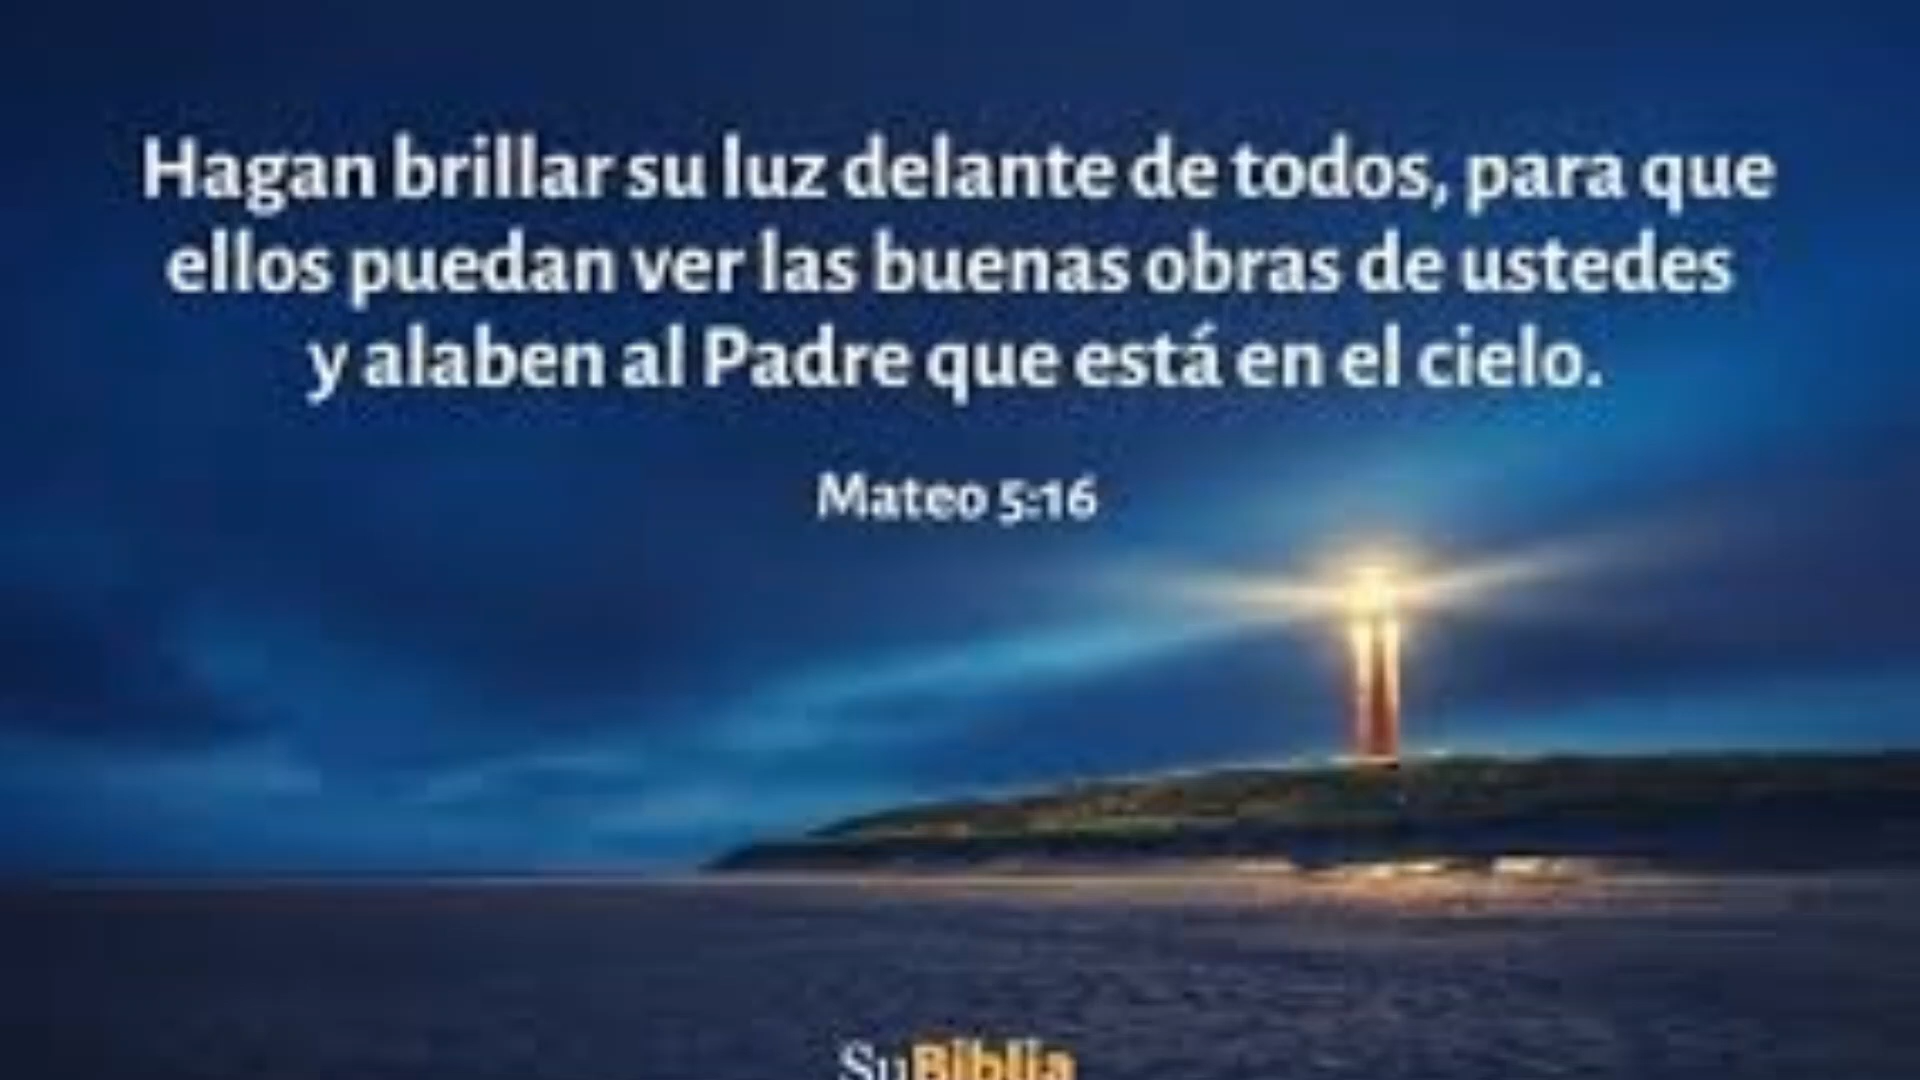 Hagan brillar su luz delante de todos, para que
ellos puedan ver las buenas obras de ustedes
y alaben al Padre que está en el cielo.
Mateo 5:16
SuBiblia